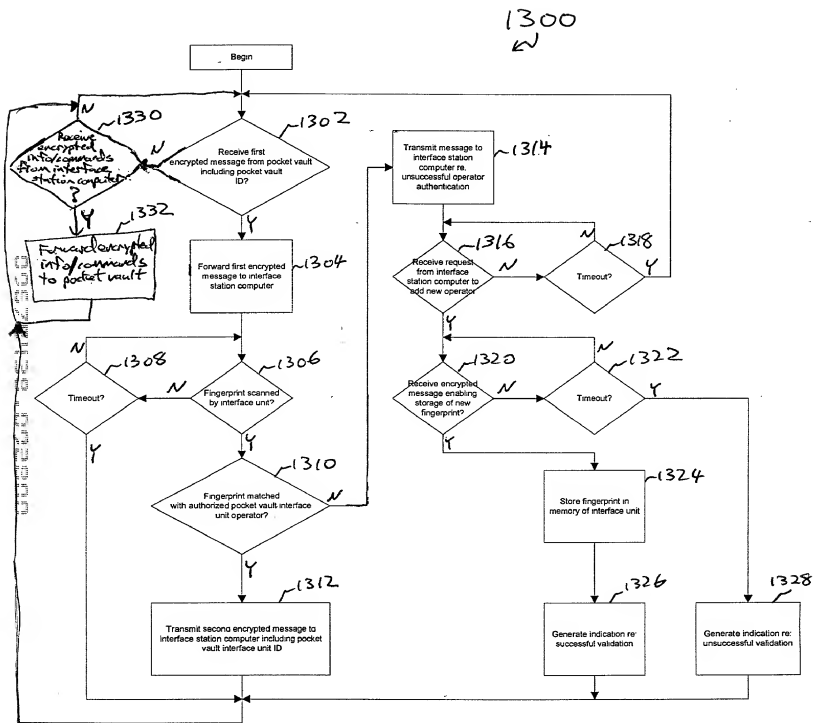 1300
Begin
N
1330
Receive
encrypted
info/commands
from interface
station computer
?
N
1302
Receive first
encrypted message from pocket vault
including pocket vault
ID?
Y
1332
Forward encrypted
info/commands
to pocket vault
Y
1304
Forward first encrypted
message to interface
station computer
N
1308
Timeout?
Y
N
1306
Fingerprint scanned
by interface unit?
Y
1310
Fingerprint matched
with authorized pocket vault interface
unit operator?
N
Y
1312
Transmit second encrypted message to
interface station computer including pocket
vault interface unit ID
1314
Transmit message to
interface station
computer re.
unsuccessful operator
authentication
1316
Receive request
from interface
station computer to
add new operator?
N
Y
N
1318
Timeout?
Y
1320
Receive encrypted
message enabling
storage of new
fingerprint?
N
Y
N
1322
Timeout?
Y
1324
Store fingerprint in
memory of interface unit
1326
Generate indication re
successful validation
1328
Generate indication re:
unsuccessful validation